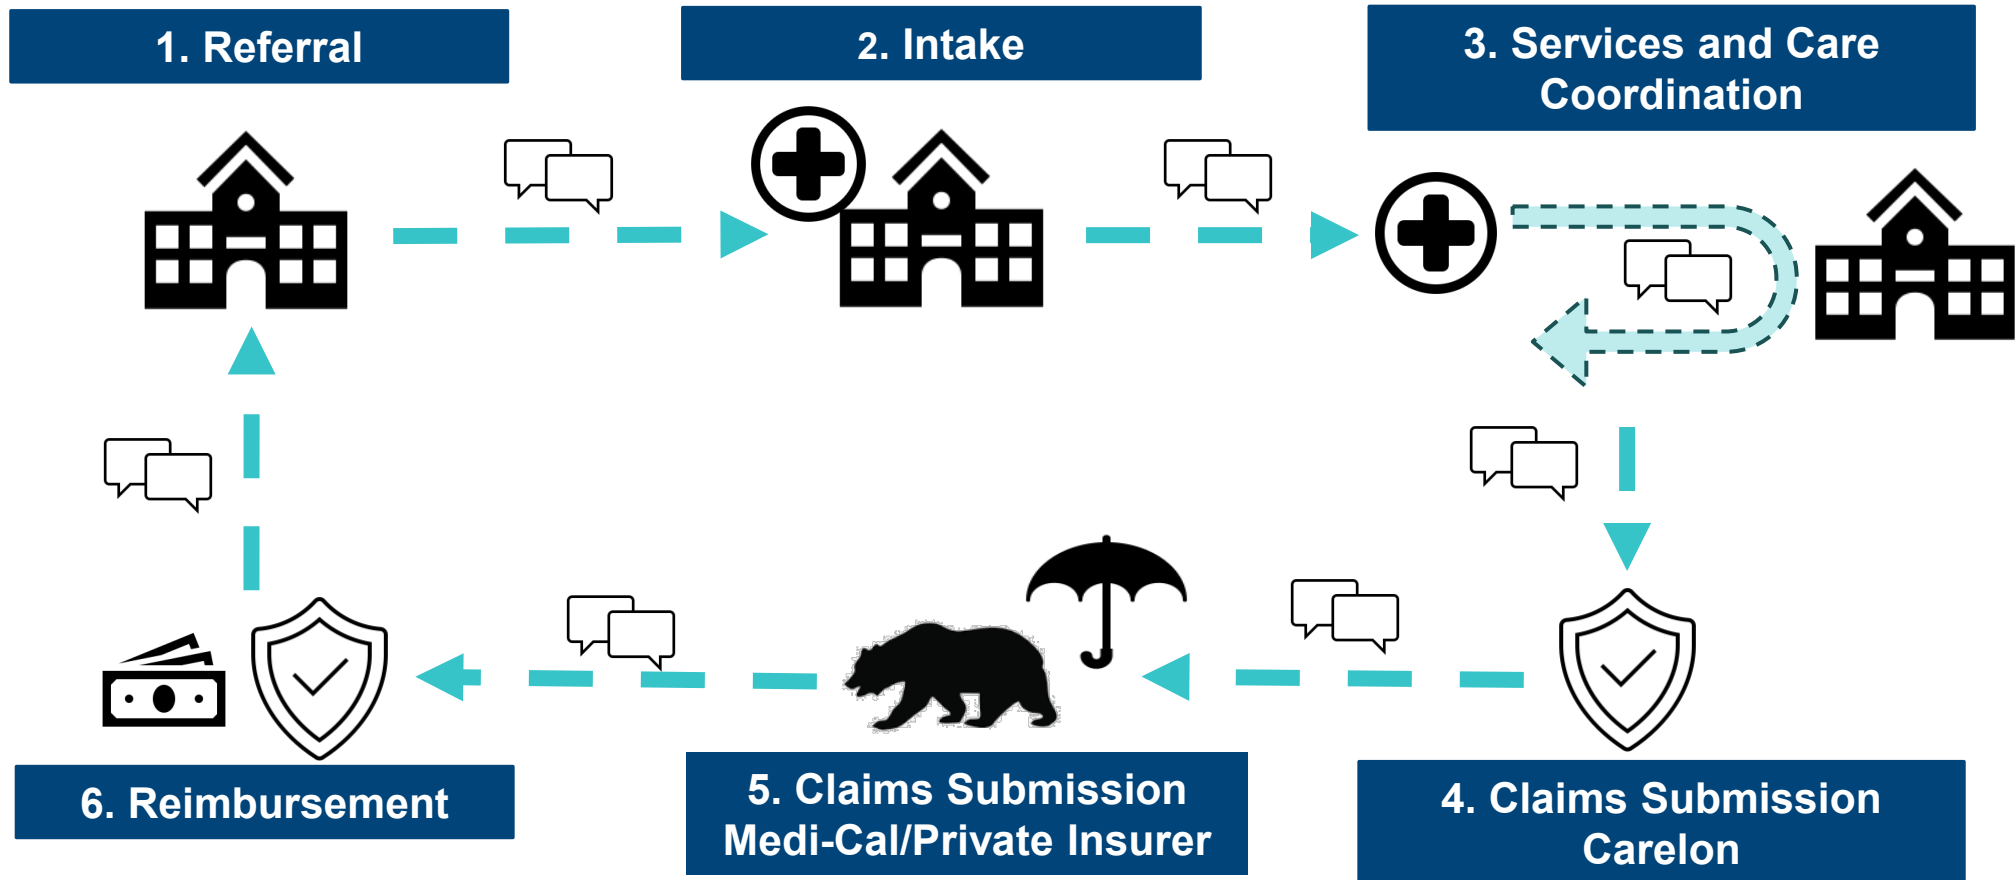 1. Referral
2. Intake
3. Services and Care
Coordination
6. Reimbursement
5. Claims Submission
Medi-Cal/Private Insurer
4. Claims Submission
Carelon